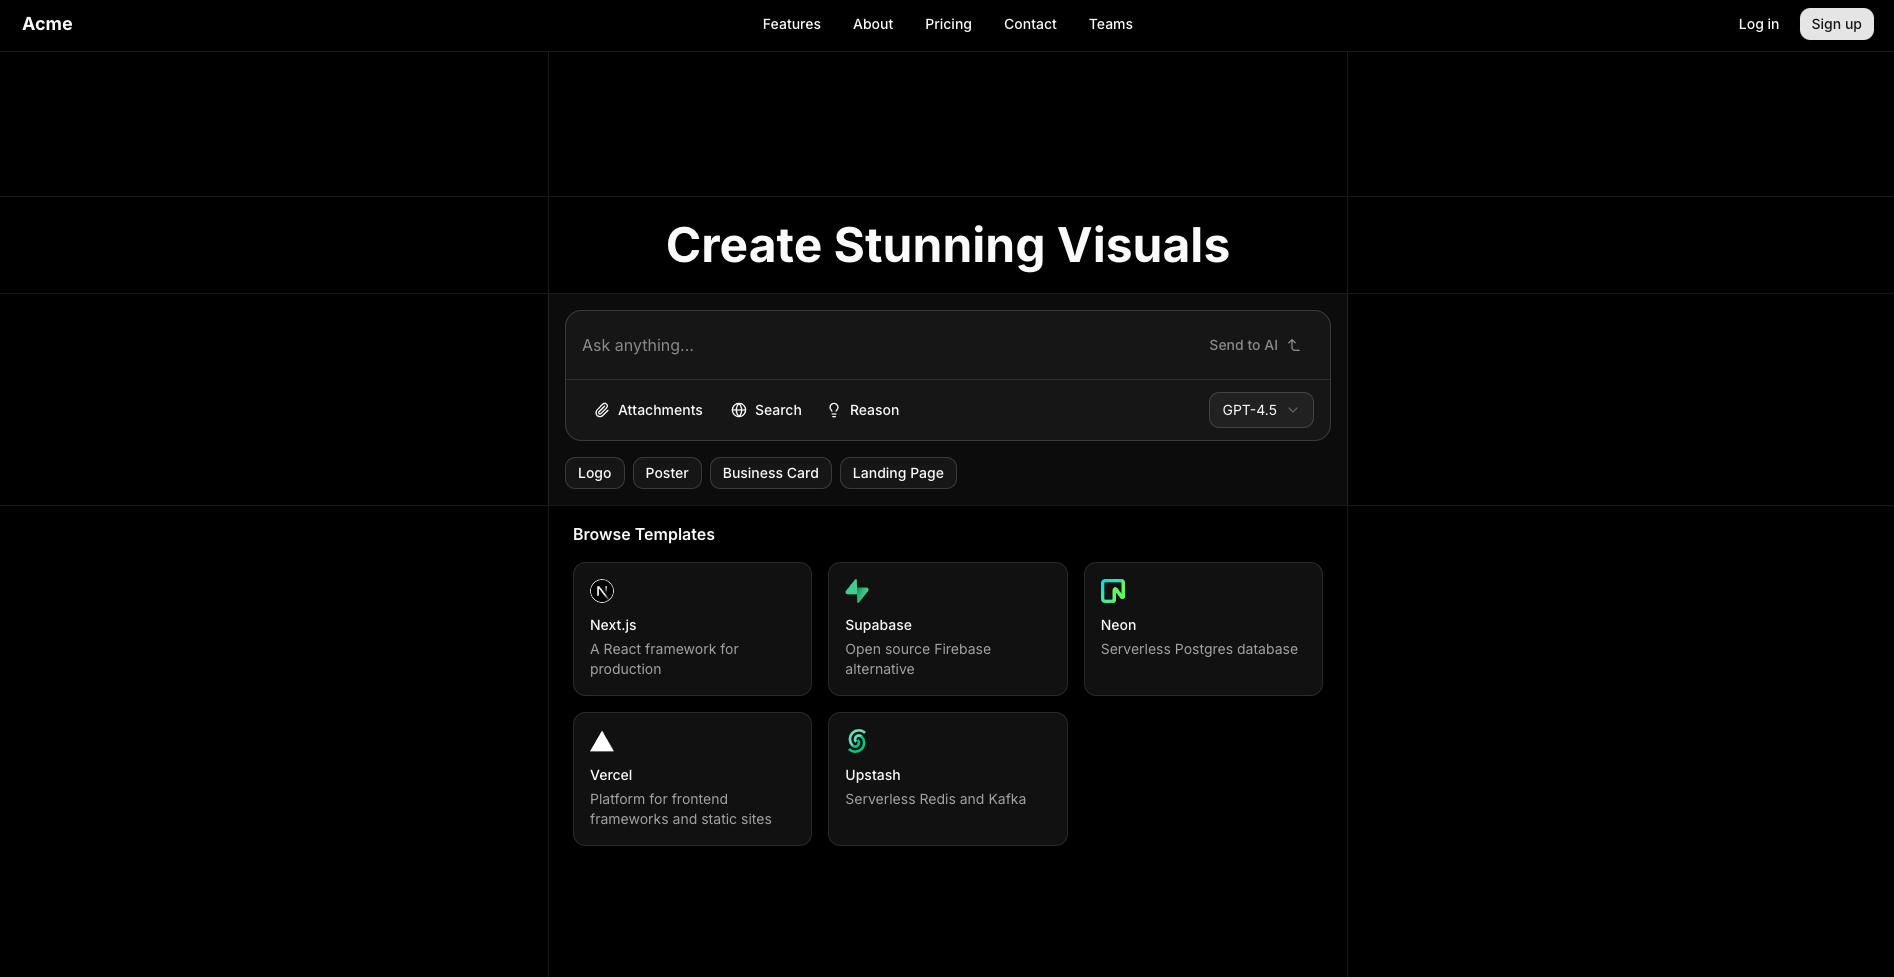 Acme
Features
About
Pricing
Contact
Teams
Log in
Sign up
Create Stunning Visuals
Ask anything...
Send to AI
Attachments
Search
Reason
GPT-4.5
Logo
Poster
Business Card
Landing Page
Browse Templates
Next.js
A React framework for
production
Supabase
Open source Firebase
alternative
Neon
Serverless Postgres database
Vercel
Platform for frontend
frameworks and static sites
Upstash
Serverless Redis and Kafka